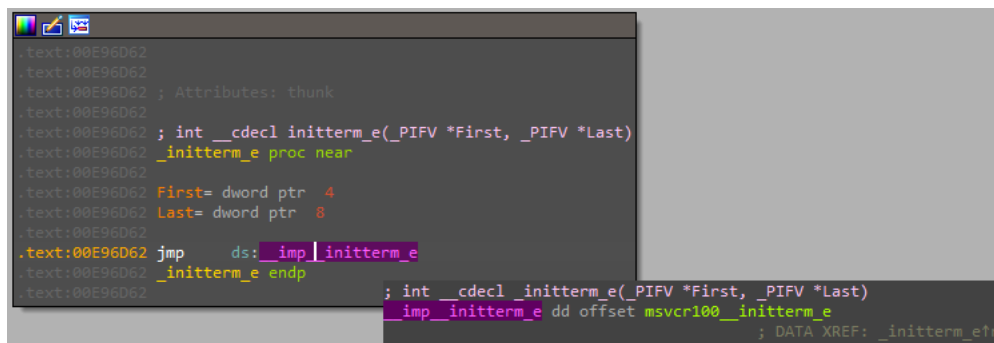 .text:00E96D62
.text:00E96D62
.text:00E96D62 ; Attributes: thunk
.text:00E96D62
.text:00E96D62 ; int __cdecl initterm_e(_PIFV *First, _PIFV *Last)
.text:00E96D62 _initterm_e proc near
.text:00E96D62
.text:00E96D62 First= dword ptr  4
.text:00E96D62 Last= dword ptr  8
.text:00E96D62
.text:00E96D62 jmp     ds:__imp__initterm_e
.text:00E96D62 _initterm_e endp
.text:00E96D62
; int __cdecl _initterm_e(_PIFV *First, _PIFV *Last)
__imp__initterm_e dd offset msvcr100__initterm_e
; DATA XREF: _initterm_e↑r